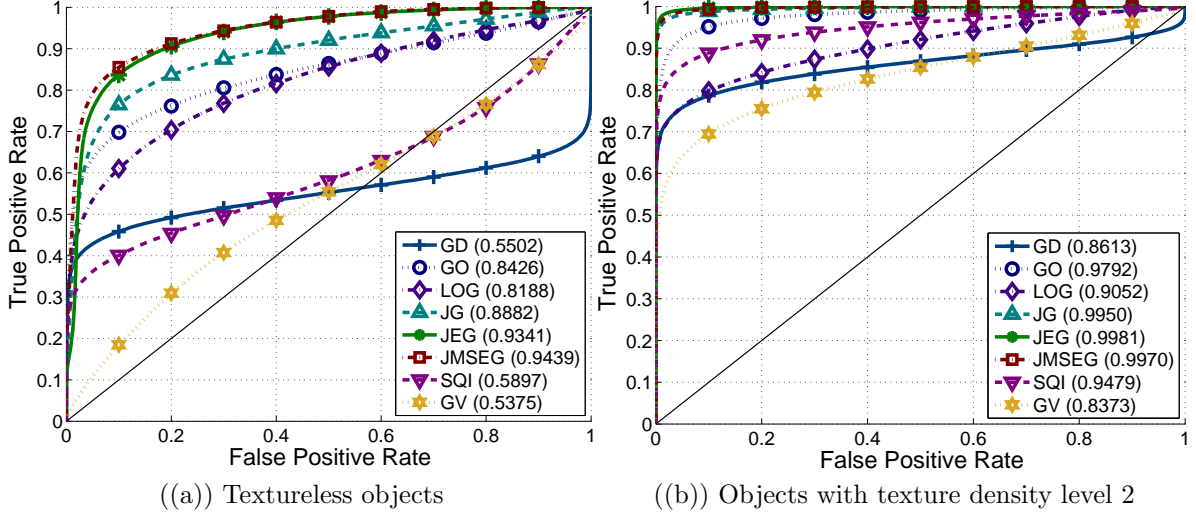 True Positive Rate
1
0.9
0.8
0.7
0.6
0.5
0.4
0.3
0.2
0.1
0
0 0.2 0.4 0.6 0.8 1
False Positive Rate
GD (0.5502)
GO (0.8426)
LOG (0.8188)
JG (0.8882)
JEG (0.9341)
JMSEG (0.9439)
SQI (0.5897)
GV (0.5375)
((a)) Textureless objects
True Positive Rate
1
0.9
0.8
0.7
0.6
0.5
0.4
0.3
0.2
0.1
0
0 0.2 0.4 0.6 0.8 1
False Positive Rate
GD (0.8613)
GO (0.9792)
LOG (0.9052)
JG (0.9950)
JEG (0.9981)
JMSEG (0.9970)
SQI (0.9479)
GV (0.8373)
((b)) Objects with texture density level 2